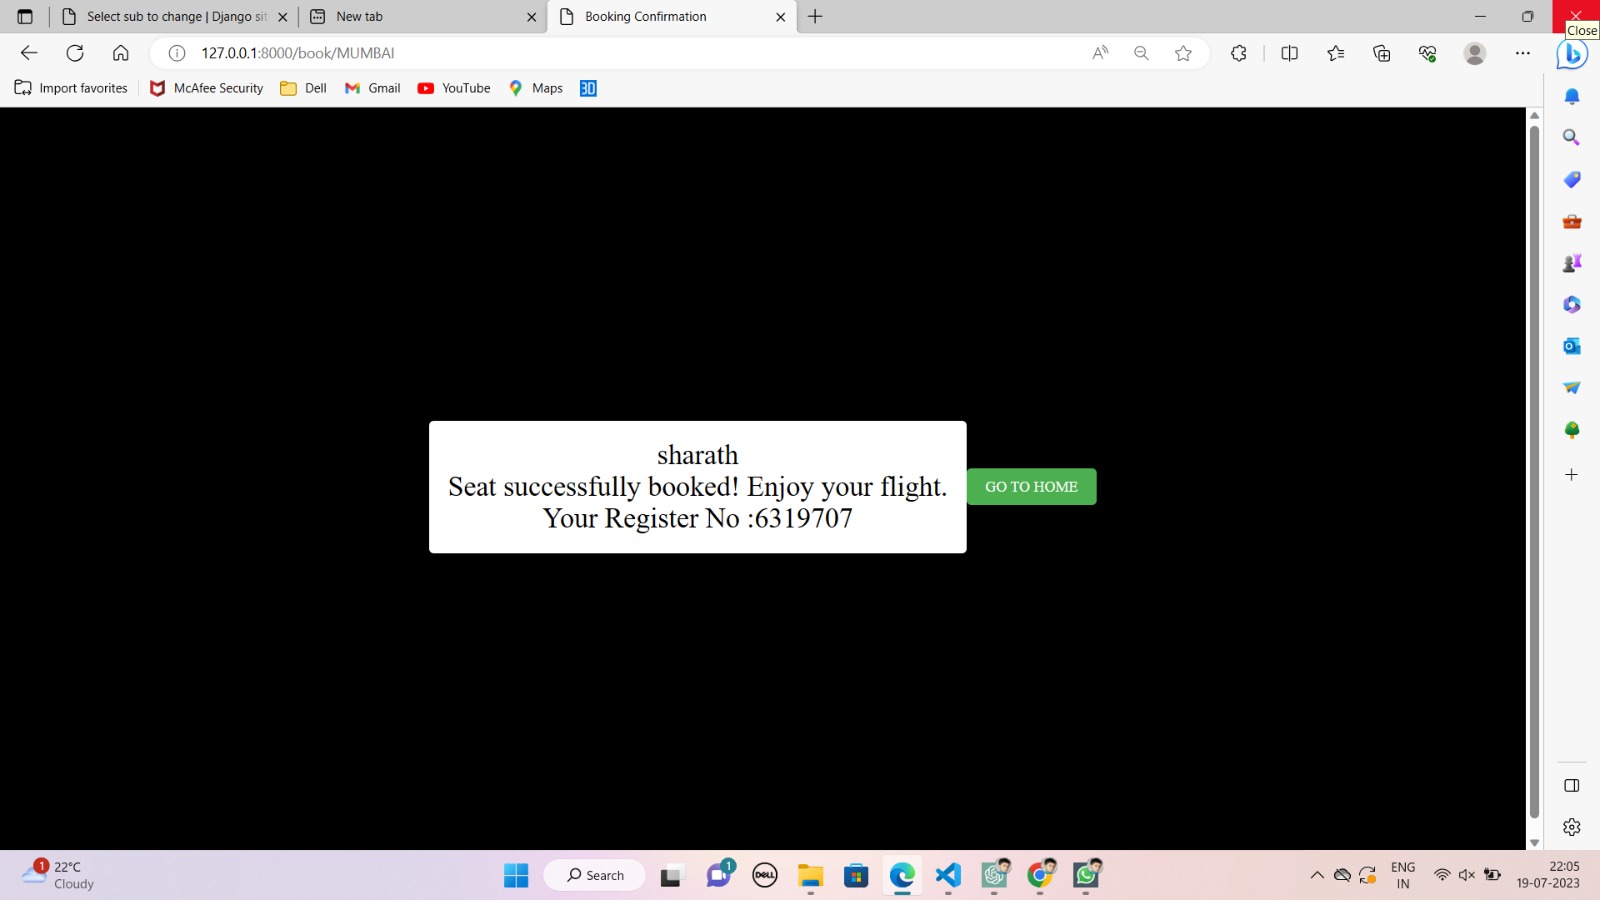 Select sub to change | Django sit
New tab
Booking Confirmation
Close
127.0.0.1:8000/book/MUMBAI
Import favorites
McAfee Security
Dell
Gmail
YouTube
Maps
3D
sharath
Seat successfully booked! Enjoy your flight.
Your Register No :6319707
GO TO HOME
1
22°C
Cloudy
Search
1
DELL
ENG
IN
22:05
19-07-2023